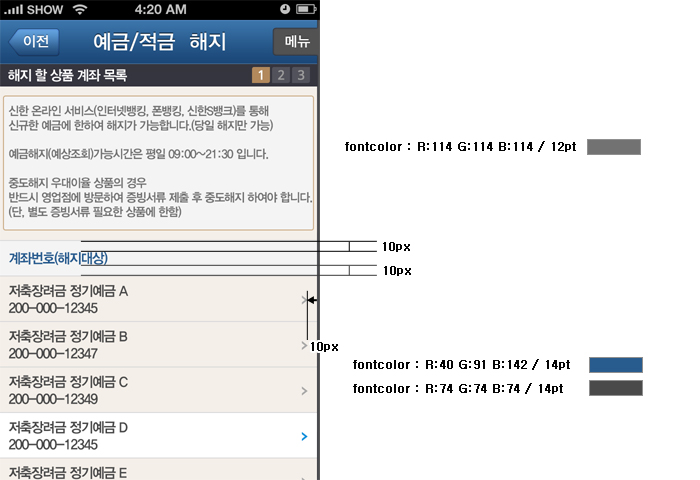 SHOW 4:20 AM
이전 예금/적금 해지 메뉴
해지 할 상품 계좌 목록 1 2 3
신한 온라인 서비스(인터넷뱅킹, 폰뱅킹, 신한S뱅크)를 통해
신규한 예금에 한하여 해지가 가능합니다.(당일 해지만 가능)
예금해지(예상조회)가능시간은 평일 09:00~21:30 입니다.
중도해지 우대이율 상품의 경우
반드시 영업점에 방문하여 증빙서류 제출 후 중도해지 하여야 합니다.
(단, 별도 증빙서류 필요한 상품에 한함)
fontcolor : R:114 G:114 B:114 / 12pt
계좌번호(해지대상)
10px
10px
저축장려금 정기예금 A
200-000-12345
저축장려금 정기예금 B
200-000-12347
10px
저축장려금 정기예금 C
200-000-12349
저축장려금 정기예금 D
200-000-12345
저축장려금 정기예금 E
fontcolor : R:40 G:91 B:142 / 14pt
fontcolor : R:74 G:74 B:74 / 14pt